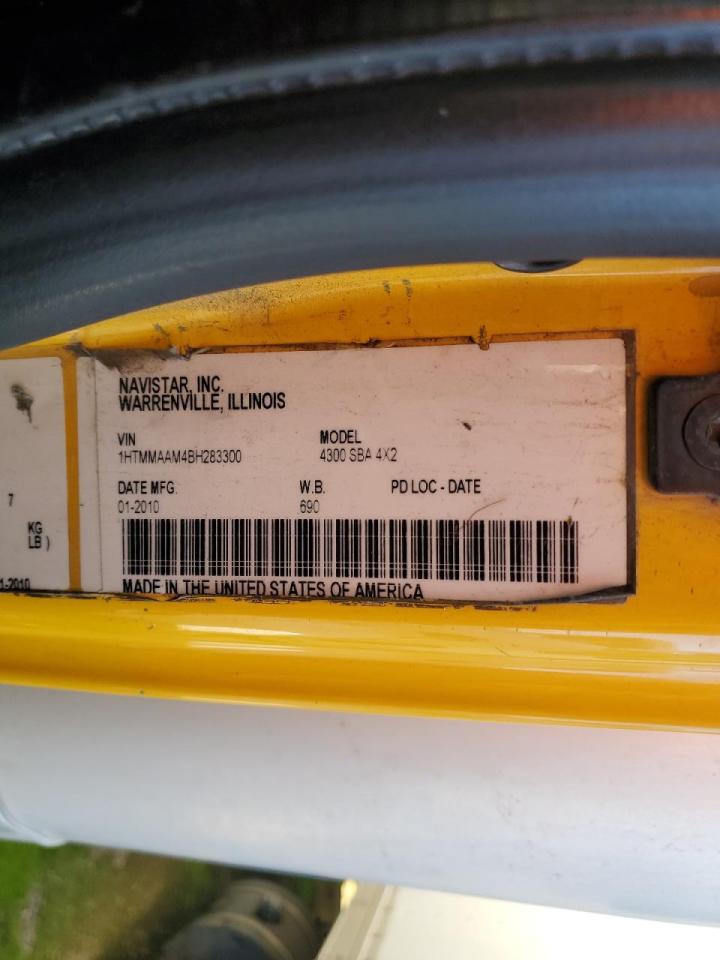 NAVISTAR, INC.
WARRENVILLE, ILLINOIS
VIN MODEL
1HTMMAAM4BH283300 4300 SBA 4X2
DATE MFG. W.B. PD LOC - DATE
01-2010 690
MADE IN THE UNITED STATES OF AMERICA
7
KG
LB )
1-2010